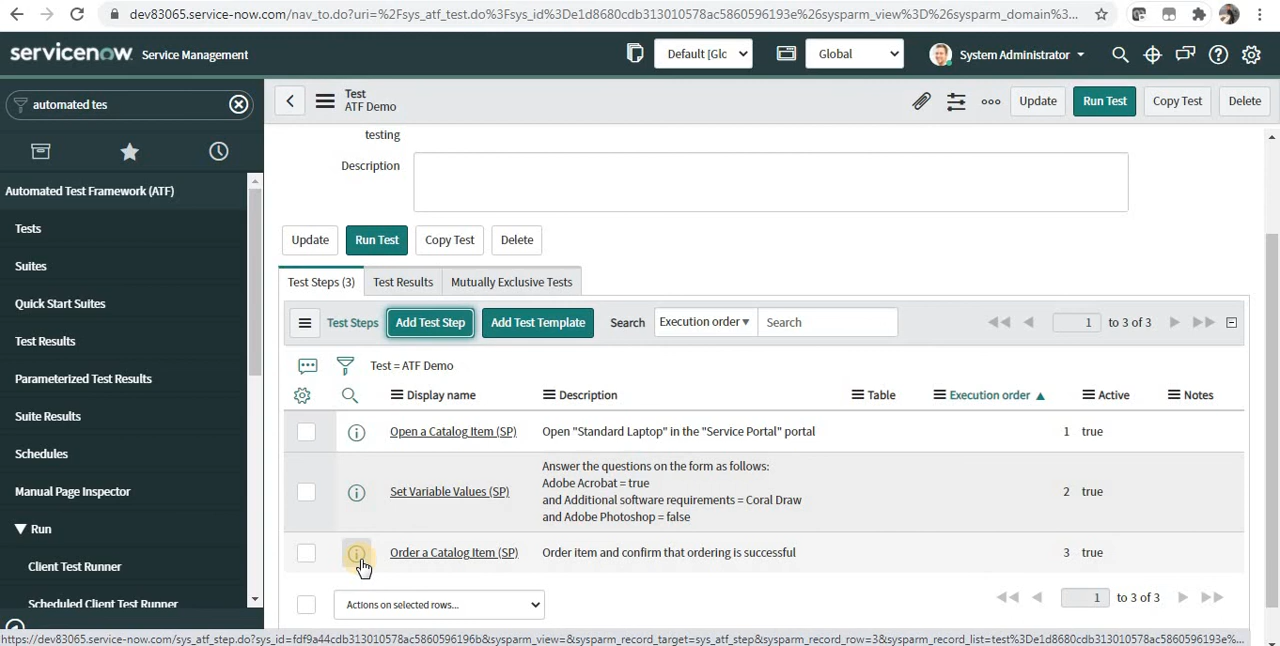 dev83065.service-now.com/nav_to.do?uri=%2Fsys_atf_test.do%3Fsys_id%3De1d8680cdb313010578ac5860596193e%26sysparm_view%3D%26sysparm_domain%3...
servicenow Service Management
Default [Glc
Global
System Administrator
automated tes
Test
ATF Demo
Update
Run Test
Copy Test
Delete
testing
Description
Automated Test Framework (ATF)
Tests
Suites
Quick Start Suites
Test Results
Parameterized Test Results
Suite Results
Schedules
Manual Page Inspector
Run
Client Test Runner
Scheduled Client Test Runner
Update
Run Test
Copy Test
Delete
Test Steps (3)
Test Results
Mutually Exclusive Tests
Test Steps
Add Test Step
Add Test Template
Search
Execution order
Search
1 to 3 of 3
Test = ATF Demo
Display name
Description
Table
Execution order
Active
Notes
Open a Catalog Item (SP)
Open "Standard Laptop" in the "Service Portal" portal
1
true
Set Variable Values (SP)
Answer the questions on the form as follows:
Adobe Acrobat = true
and Additional software requirements = Coral Draw
and Adobe Photoshop = false
2
true
Order a Catalog Item (SP)
Order item and confirm that ordering is successful
3
true
Actions on selected rows...
1 to 3 of 3
https://dev83065.service-now.com/sys_atf_step.do?sys_id=fdf9a44cdb313010578ac5860596196b&sysparm_view=&sysparm_record_target=sys_atf_step&sysparm_record_row=3&sysparm_record_list=test%3De1d8680cdb313010578ac5860596193e%...